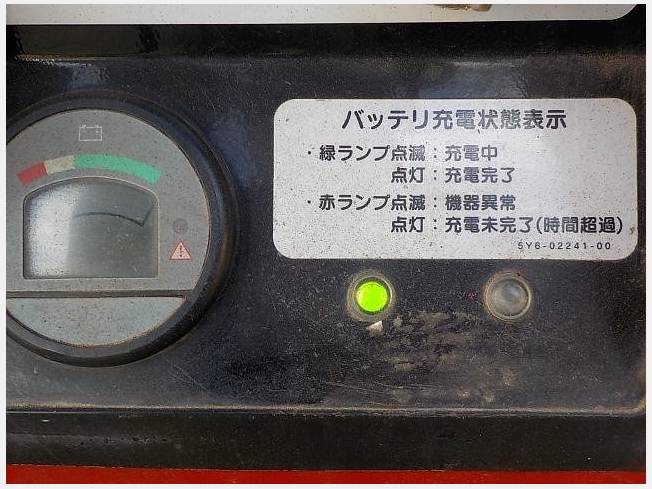 バッテリ充電状態表示
・緑ランプ点滅：充電中
点灯：充電完了
・赤ランプ点滅：機器異常
点灯：充電未完了(時間超過)
5Y6-02241-00